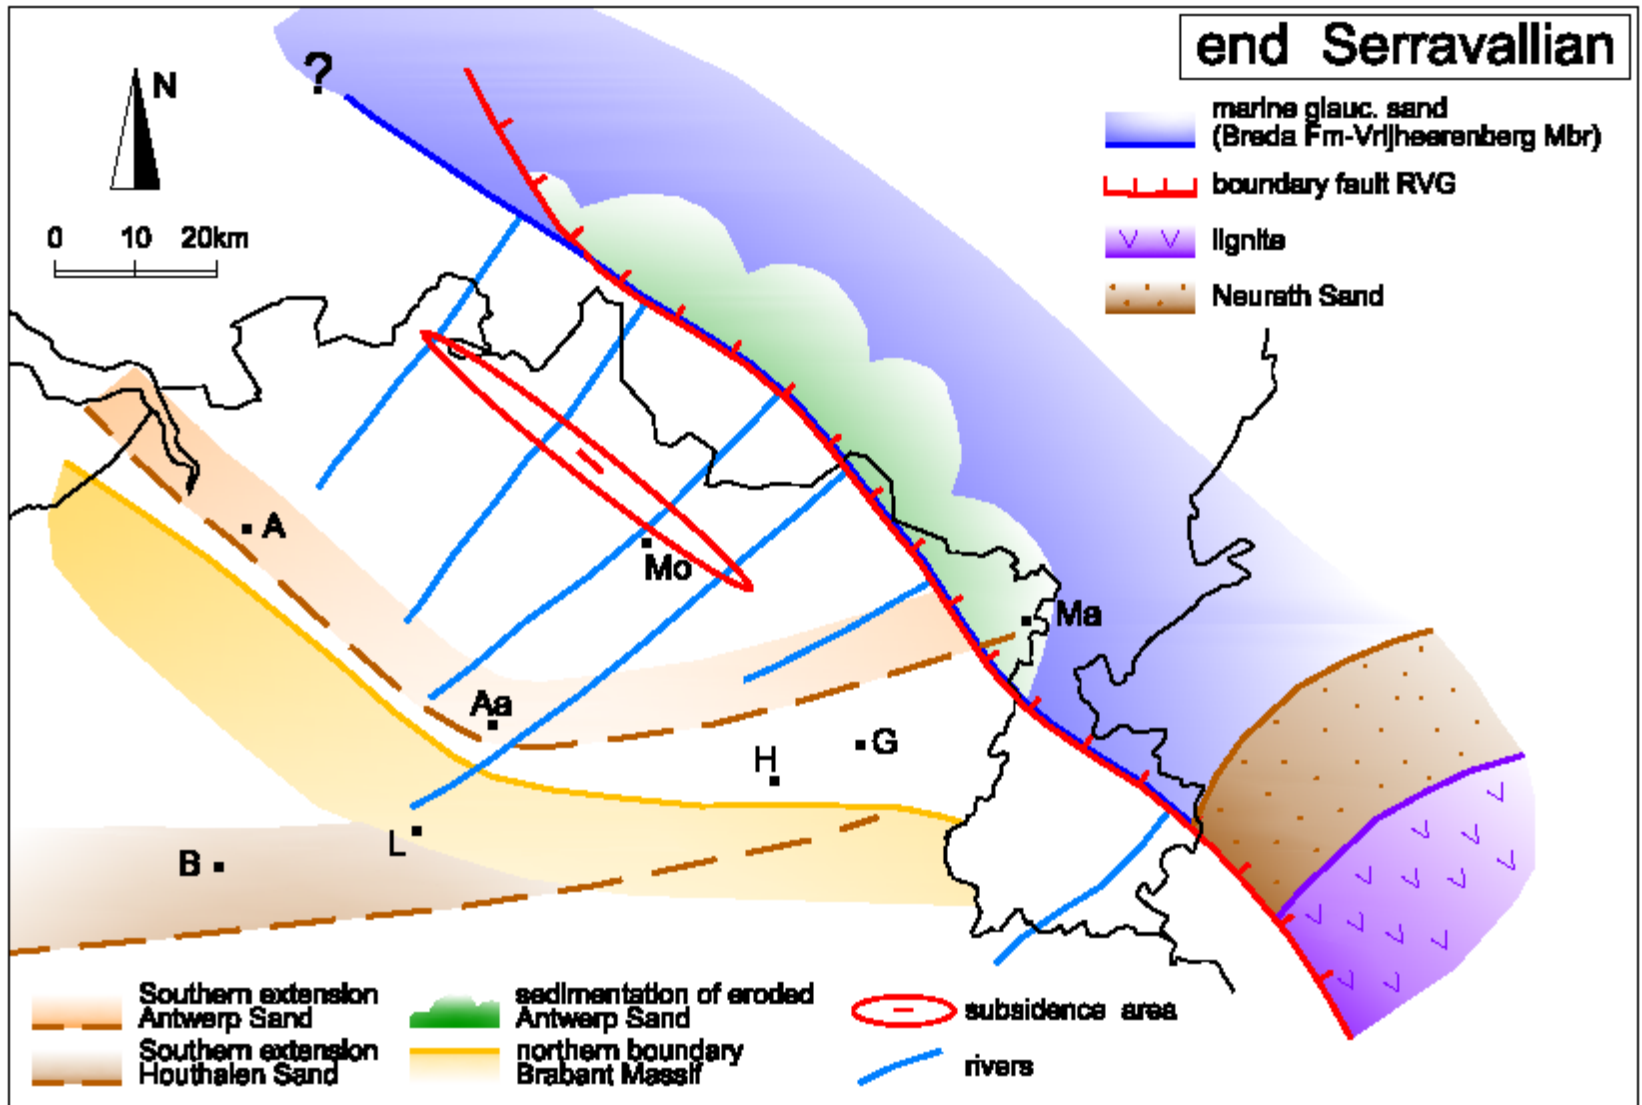 end Serravallian
?
N
0 10 20km
marine glauc. sand
(Breda Fm-Vrijheerenberg Mbr)
boundary fault RVG
lignite
Neurath Sand
A
Mo
Ma
Aa
G
H
L
B
Southern extension
Antwerp Sand
Southern extension
Houthalen Sand
sedimentation of eroded
Antwerp Sand
northern boundary
Brabant Massif
subsidence area
rivers